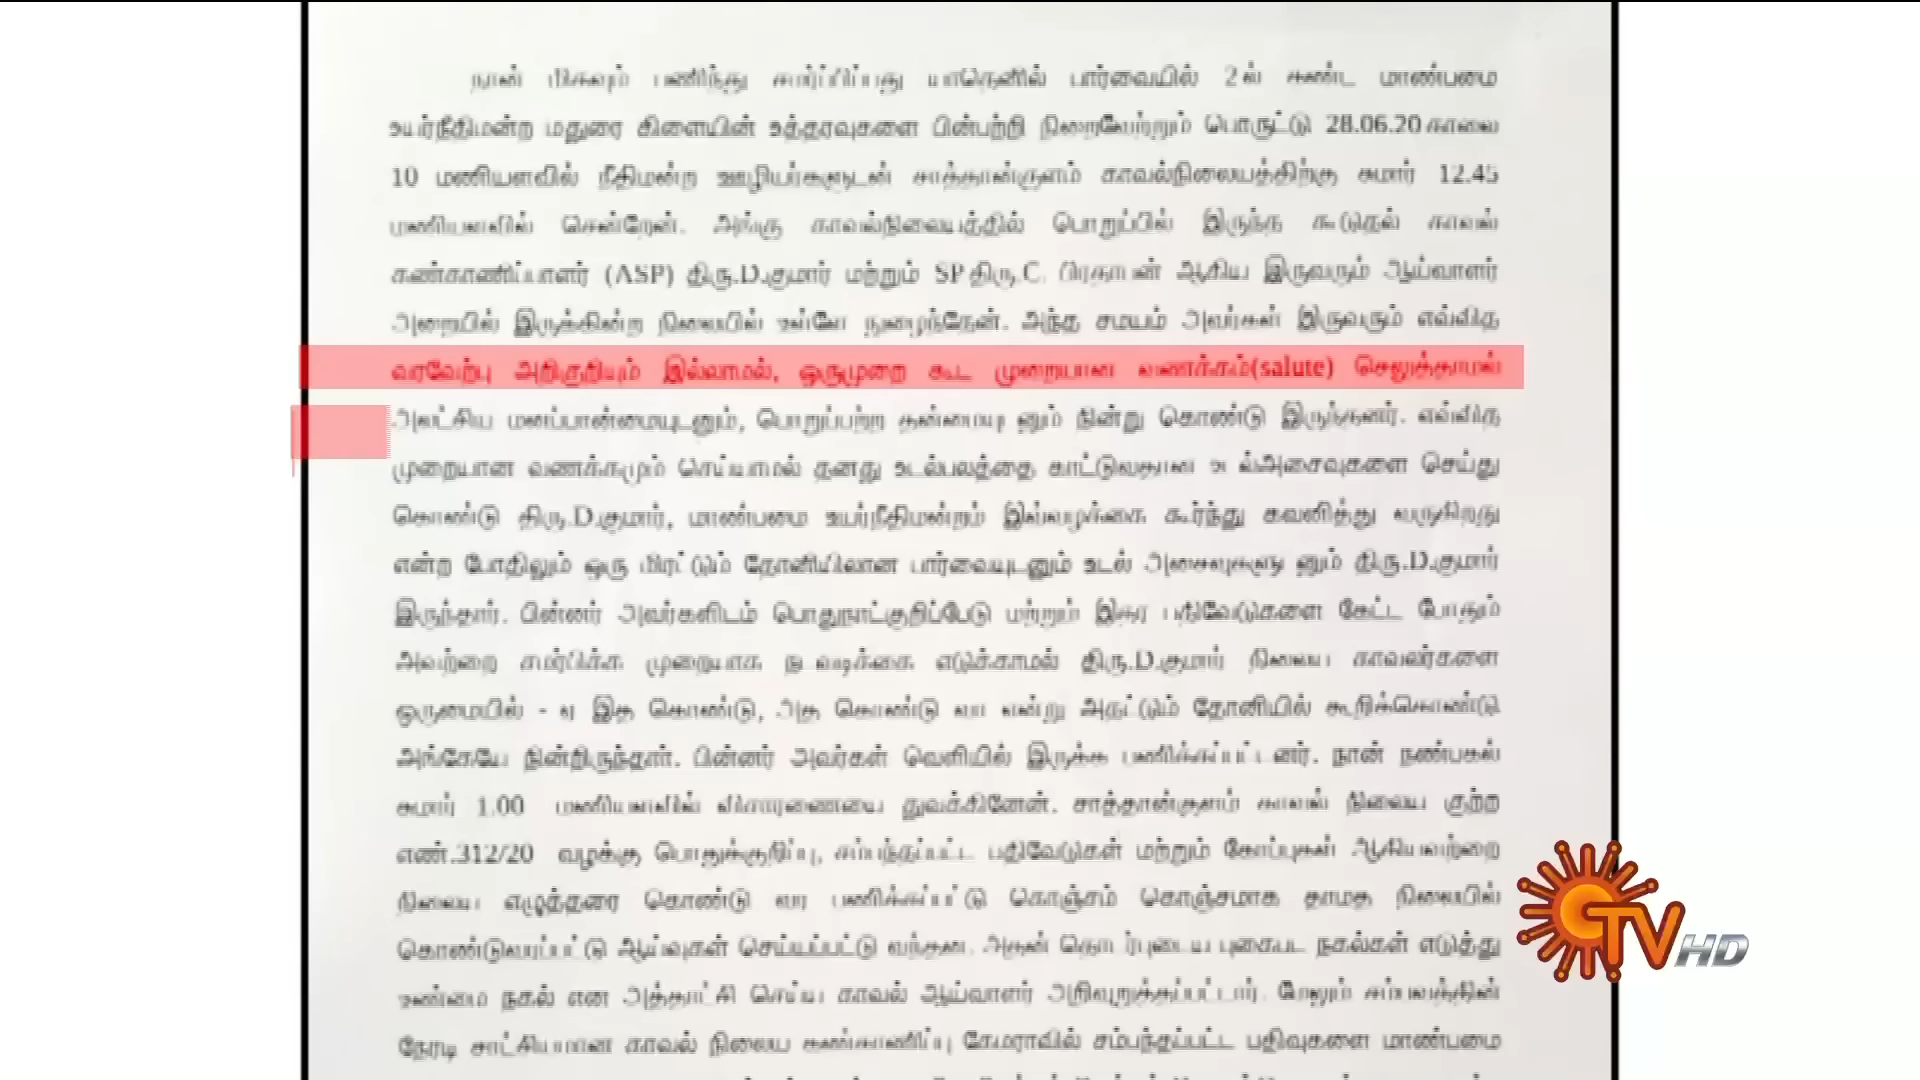 நான் மிகவும் பணிந்து சமர்ப்பிப்பது யாதெனில் பார்வையில் 2ல் கண்ட மாண்பமை
உயர்நீதிமன்ற மதுரை கிளையின் உத்தரவுகளை பின்பற்றி நிறைவேற்றும் பொருட்டு 28.06.20 காலை
10 மணியளவில் நீதிமன்ற ஊழியர்களுடன் சாத்தான்குளம் காவல்நிலையத்திற்கு சுமார் 12.45
மணியளவில் சென்றேன். அங்கு காவல்நிலையத்தில் பொறுப்பில் இருந்த கூடுதல் காவல்
கண்காணிப்பாளர் (ASP) திரு.D.குமார் மற்றும் SP திரு.C. பிரதாபன் ஆகிய இருவரும் ஆய்வாளர்
அறையில் இருக்கின்ற நிலையில் உள்ளே நுழைந்தேன். அந்த சமயம் அவர்கள் இருவரும் எவ்வித
வரவேற்பு அறிகுறியும் இல்லாமல், ஒருமுறை கூட முறையான வணக்கம்(salute) செலுத்தாமல்
அலட்சிய மனப்பான்மையுடனும், பொறுப்பற்ற தன்மையுடனும் நின்று கொண்டு இருந்தனர். எவ்வித
முறையான வணக்கமும் செய்யாமல் தனது உடல்பலத்தை காட்டுவதான உடல்அசைவுகளை செய்து
கொண்டு திரு.D.குமார், மாண்பமை உயர்நீதிமன்றம் இவ்வழக்கை கூர்ந்து கவனித்து வருகிறது
என்ற போதிலும் ஒரு மிரட்டும் தோனியிலான பார்வையுடனும் உடல் அசைவுகளுடனும் திரு.D.குமார்
இருந்தார். பின்னர் அவர்களிடம் பொதுநாட்குறிப்பேடு மற்றும் இதர பதிவேடுகளை கேட்ட போதும்
அவற்றை சமர்பிக்க முறையாக நடவடிக்கை எடுக்காமல் திரு.D.குமார் நிலைய காவலர்களை
ஒருமையில் - ஏ இத கொண்டு, அத கொண்டு வா என்று அதட்டும் தோனியில் கூறிக்கொண்டு
அங்கேயே நின்றிருந்தார். பின்னர் அவர்கள் வெளியில் இருக்க பணிக்கப்பட்டனர். நான் நண்பகல்
சுமார் 1.00 மணியளவில் விசாரணையை துவக்கினேன். சாத்தான்குளம் காவல் நிலைய குற்ற
எண்.312/20 வழக்கு பொதுக்குறிப்பு, சம்பந்தப்பட்ட பதிவேடுகள் மற்றும் கோப்புகள் ஆகியவற்றை
நிலைய எழுத்தரை கொண்டு வர பணிக்கப்பட்டு கொஞ்சம் கொஞ்சமாக தாமத நிலையில்
கொண்டுவரப்பட்டு ஆய்வுகள் செய்யப்பட்டு வந்தன. அதன் தொடர்புடைய புகைபட நகல்கள் எடுத்து
உண்மை நகல் என அத்தாட்சி செய்ய காவல் ஆய்வாளர் அறிவுறுத்தப்பட்டார். மேலும் சம்பவத்தின்
நேரடி சாட்சியமான காவல் நிலைய கண்காணிப்பு கேமராவில் சம்பந்தப்பட்ட பதிவுகளை மாண்பமை
TV HD